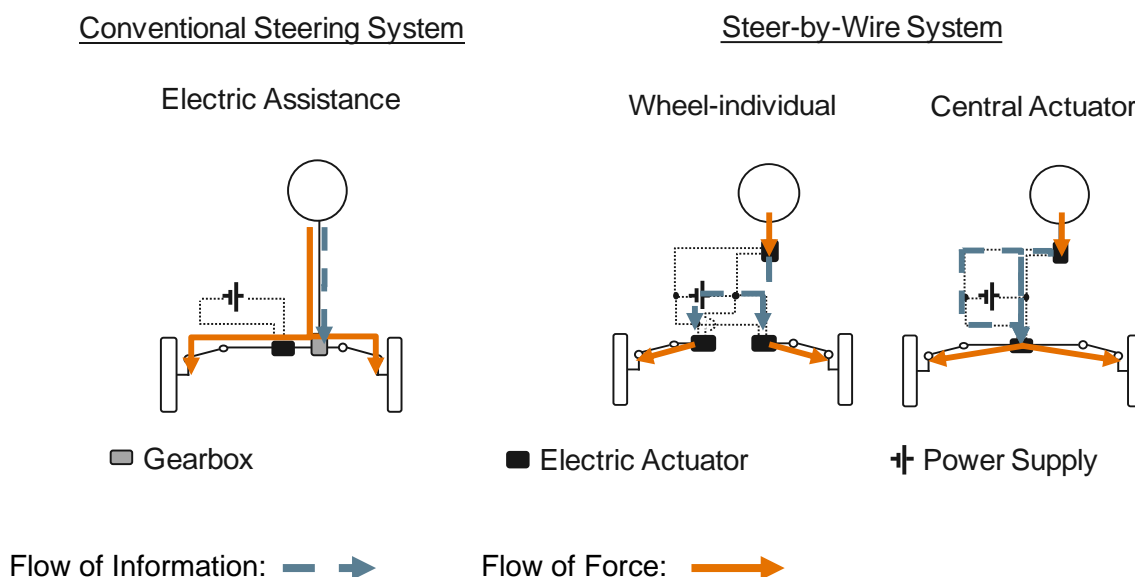 Conventional Steering System
Steer-by-Wire System
Electric Assistance
Wheel-individual
Central Actuator
Gearbox
Electric Actuator
Power Supply
Flow of Information:
Flow of Force: